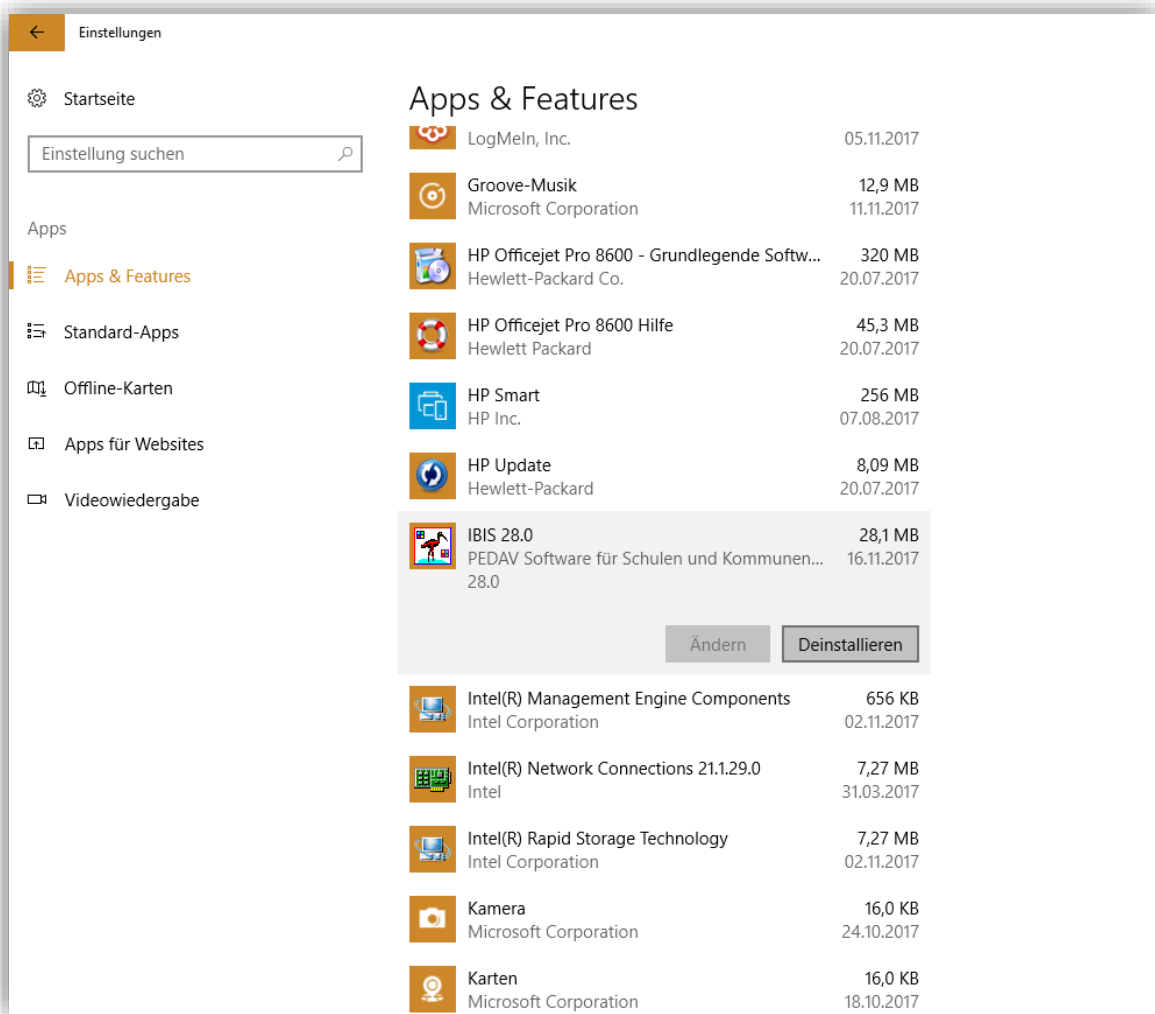 Einstellungen
Startseite
Einstellung suchen
Apps
Apps & Features
Standard-Apps
Offline-Karten
Apps für Websites
Videowiedergabe
Apps & Features
LogMeIn, Inc. 05.11.2017
Groove-Musik 12,9 MB
Microsoft Corporation 11.11.2017
HP Officejet Pro 8600 - Grundlegende Softw... 320 MB
Hewlett-Packard Co. 20.07.2017
HP Officejet Pro 8600 Hilfe 45,3 MB
Hewlett Packard 20.07.2017
HP Smart 256 MB
HP Inc. 07.08.2017
HP Update 8,09 MB
Hewlett-Packard 20.07.2017
IBIS 28.0 28,1 MB
PEDAV Software für Schulen und Kommunen... 16.11.2017
28.0
Ändern Deinstallieren
Intel(R) Management Engine Components 656 KB
Intel Corporation 02.11.2017
Intel(R) Network Connections 21.1.29.0 7,27 MB
Intel 31.03.2017
Intel(R) Rapid Storage Technology 7,27 MB
Intel Corporation 02.11.2017
Kamera 16,0 KB
Microsoft Corporation 24.10.2017
Karten 16,0 KB
Microsoft Corporation 18.10.2017